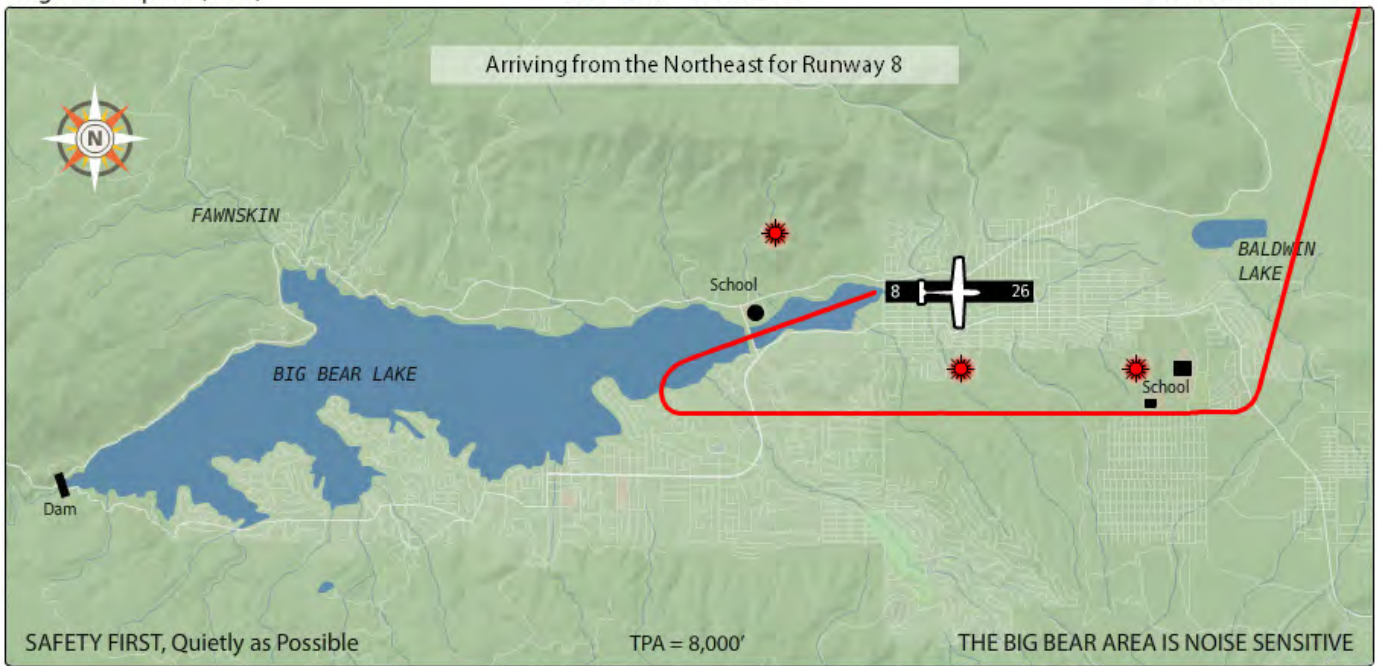 Arriving from the Northeast for Runway 8
N
FAWNSKIN
BALDWIN
LAKE
School
8 26
BIG BEAR LAKE
School
Dam
SAFETY FIRST, Quietly as Possible TPA = 8,000’ THE BIG BEAR AREA IS NOISE SENSITIVE